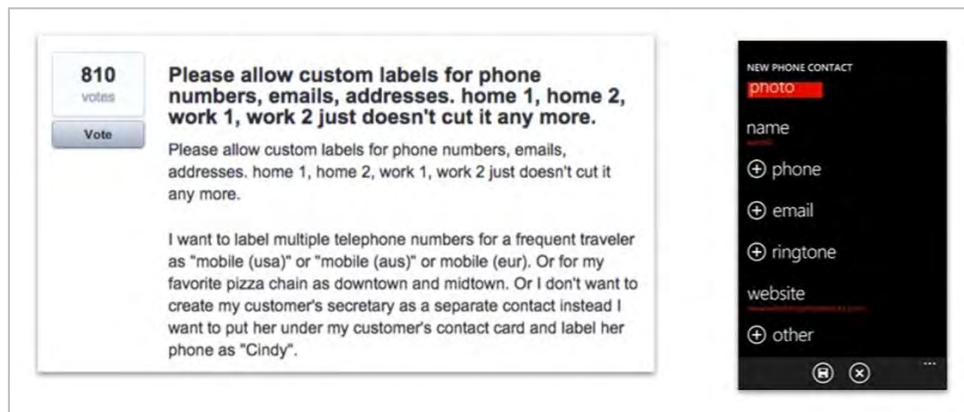 810
votes
Vote
Please allow custom labels for phone
numbers, emails, addresses. home 1, home 2,
work 1, work 2 just doesn't cut it any more.
Please allow custom labels for phone numbers, emails,
addresses. home 1, home 2, work 1, work 2 just doesn't cut it
any more.
I want to label multiple telephone numbers for a frequent traveler
as "mobile (usa)" or "mobile (aus)" or mobile (eur). Or for my
favorite pizza chain as downtown and midtown. Or I don't want to
create my customer's secretary as a separate contact instead I
want to put her under my customer's contact card and label her
phone as "Cindy".
NEW PHONE CONTACT
photo
name
phone
email
ringtone
website
other